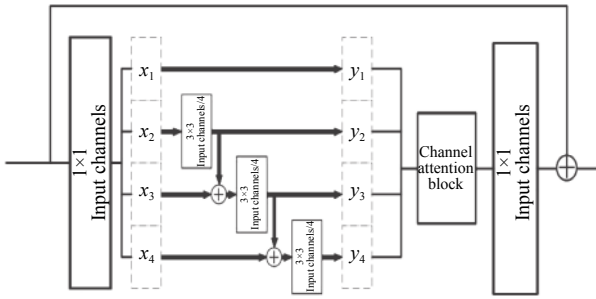 1×1
Input channels
x1
x2
x3
x4
3×3
Input channels/4
3×3
Input channels/4
3×3
Input channels/4
y1
y2
y3
y4
Channel
attention
block
1×1
Input channels